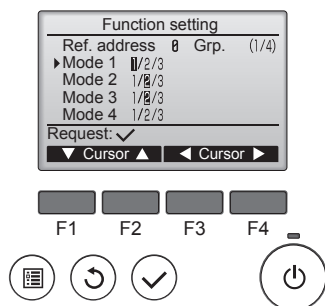 Function setting
Ref. address 0 Grp. (1/4)
Mode 1 1/2/3
Mode 2 1/2/3
Mode 3 1/2/3
Mode 4 1/2/3
Request: ✓
▼ Cursor ▲ ◀ Cursor ▶
F1 F2 F3 F4